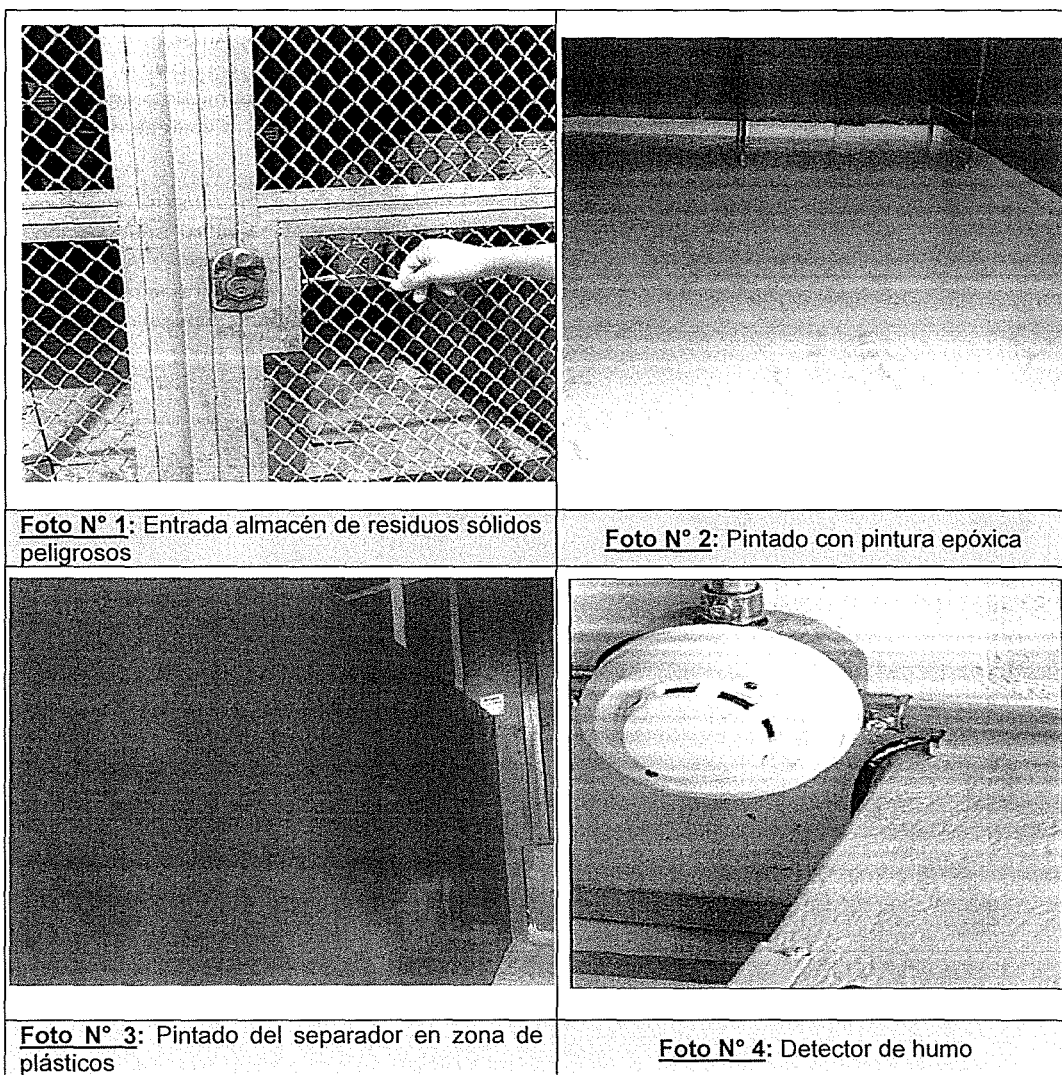 Foto N° 1: Entrada almacén de residuos sólidos
peligrosos
Foto N° 2: Pintado con pintura epóxica
Foto N° 3: Pintado del separador en zona de
plásticos
Foto N° 4: Detector de humo